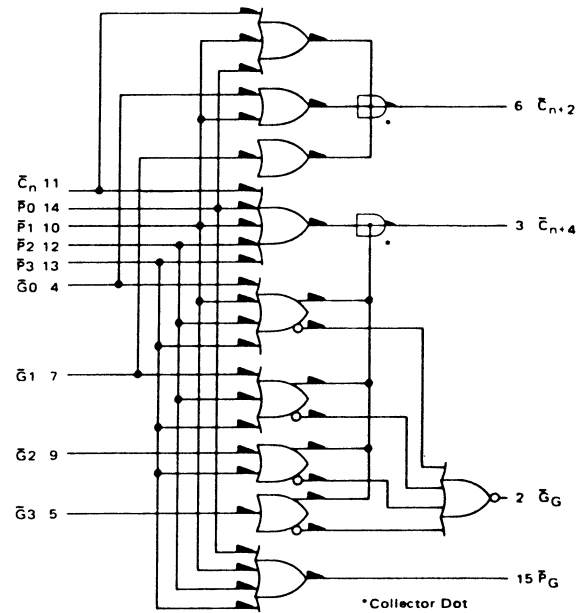 6 C̄n+2
C̄n 11
P̄0 14
P̄1 10
P̄2 12
P̄3 13
3 C̄n+4
Ḡ0 4
Ḡ1 7
Ḡ2 9
Ḡ3 5
2 ḠG
15 P̄G
*
*
*Collector Dot